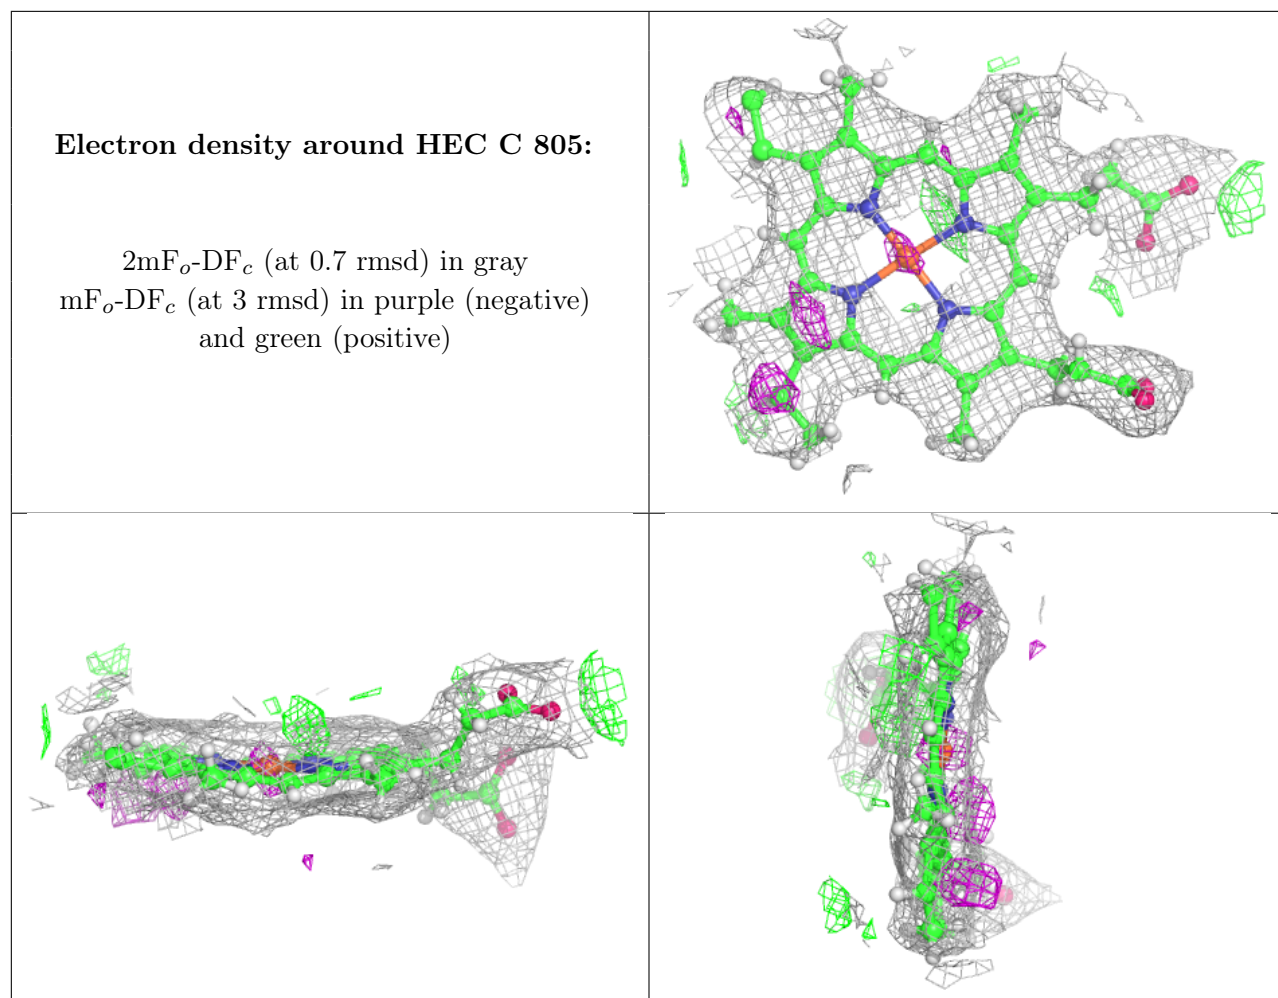 Electron density around HEC C 805:
2mFo-DFc (at 0.7 rmsd) in gray
mFo-DFc (at 3 rmsd) in purple (negative)
and green (positive)